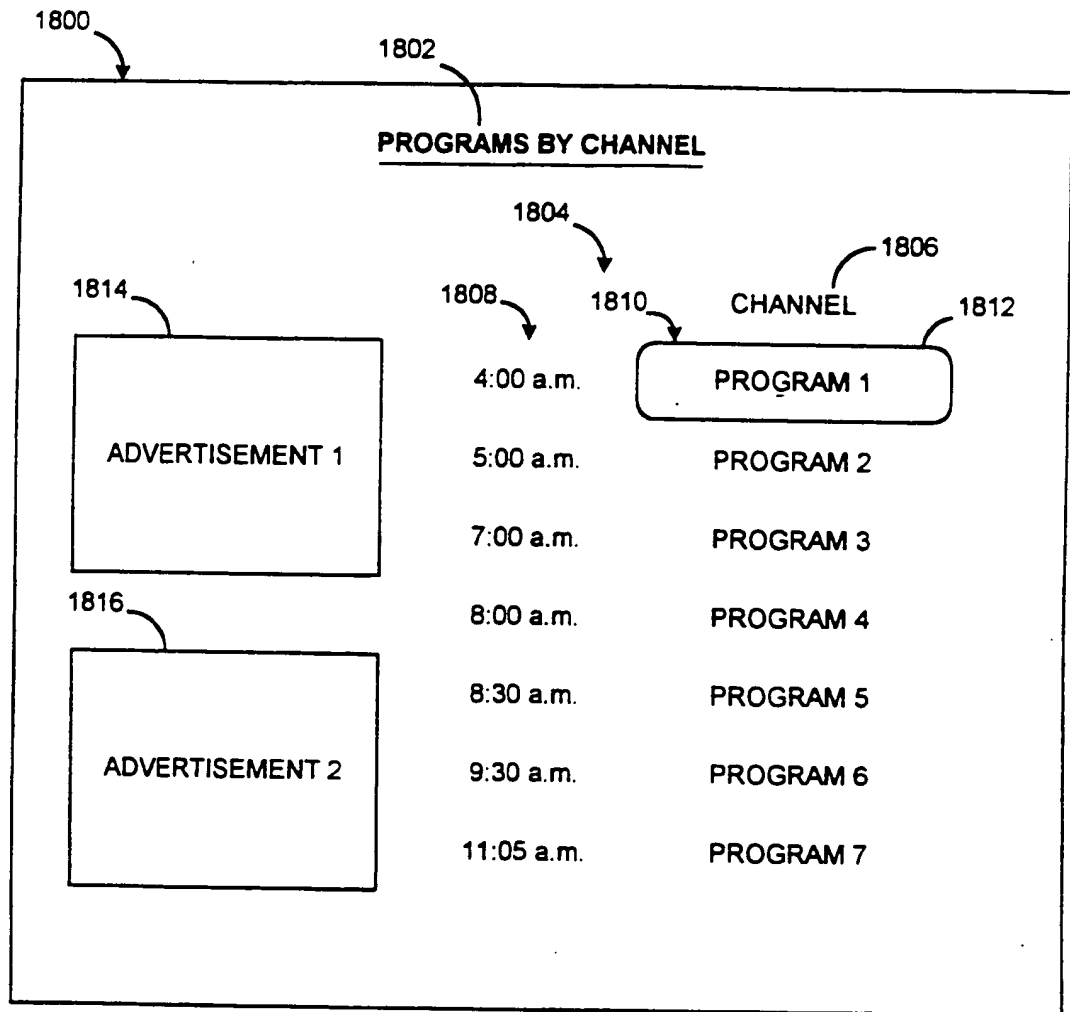 1800
1802
PROGRAMS BY CHANNEL
1804
1806
1814
1808
1810
CHANNEL
1812
4:00 a.m. PROGRAM 1
ADVERTISEMENT 1
5:00 a.m. PROGRAM 2
7:00 a.m. PROGRAM 3
1816
8:00 a.m. PROGRAM 4
8:30 a.m. PROGRAM 5
ADVERTISEMENT 2
9:30 a.m. PROGRAM 6
11:05 a.m. PROGRAM 7